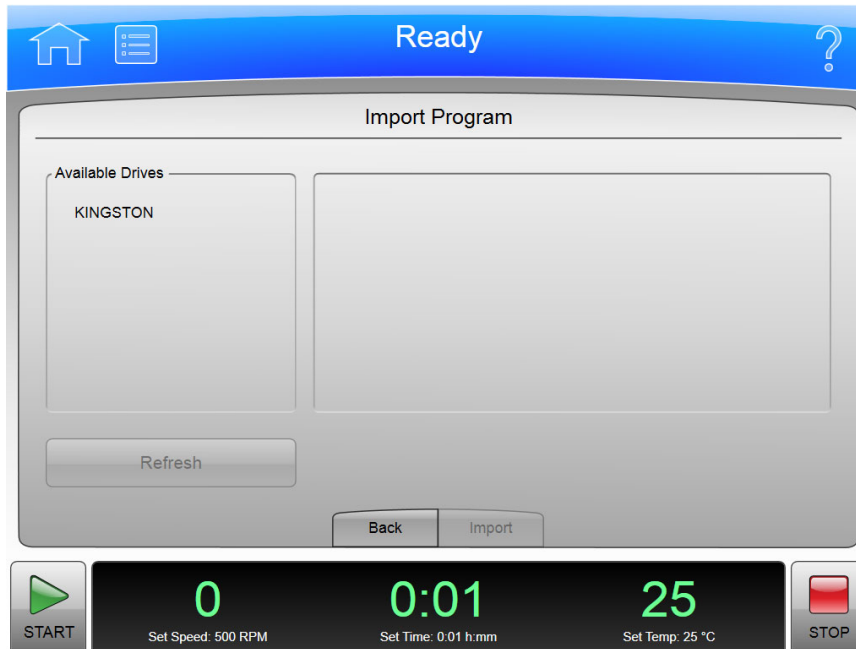 Ready
?
Import Program
Available Drives
KINGSTON
Refresh
Back Import
START
0 0:01 25
Set Speed: 500 RPM Set Time: 0:01 h:mm Set Temp: 25 °C
STOP